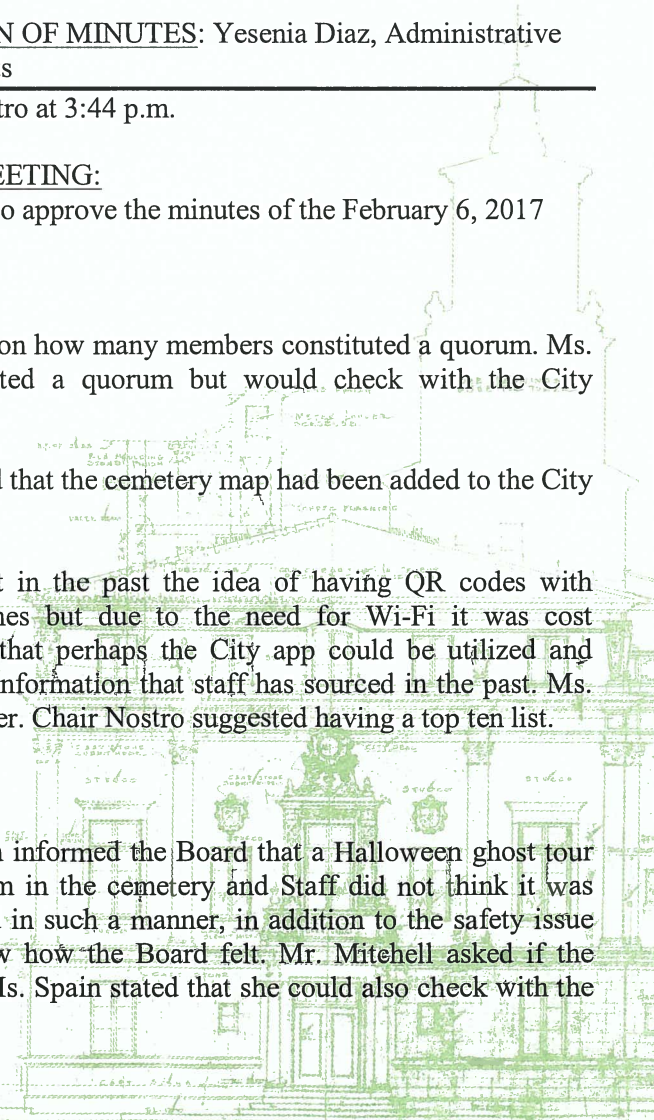 N OF MINUTES: Yesenia Diaz, Administrative
s
tro at 3:44 p.m.
EETING:
o approve the minutes of the February 6, 2017
on how many members constituted a quorum. Ms.
ted a quorum but would check with the City
d that the cemetery map had been added to the City
t in the past the idea of having QR codes with
nes but due to the need for Wi-Fi it was cost
that perhaps the City app could be utilized and
nformation that staff has sourced in the past. Ms.
er. Chair Nostro suggested having a top ten list.
STUCCO
STUCCO
STUCCO
n informed the Board that a Halloween ghost tour
m in the cemetery and Staff did not think it was
in such a manner, in addition to the safety issue
w how the Board felt. Mr. Mitchell asked if the
Ms. Spain stated that she could also check with the